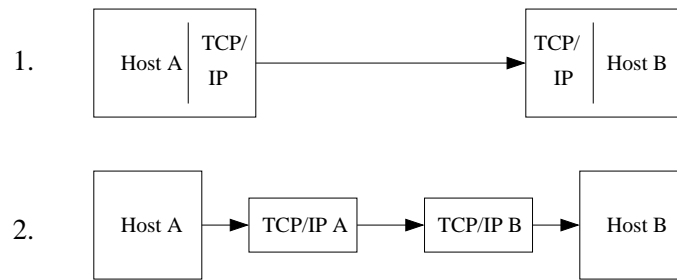 1.
Host A
TCP/
IP
TCP/
IP
Host B
2.
Host A
TCP/IP A
TCP/IP B
Host B